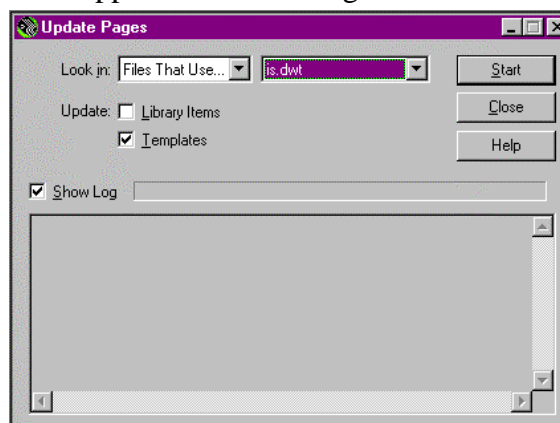 Update Pages
Look in: Files That Use... is.dwt Start
Update: Library Items Close
Templates Help
Show Log